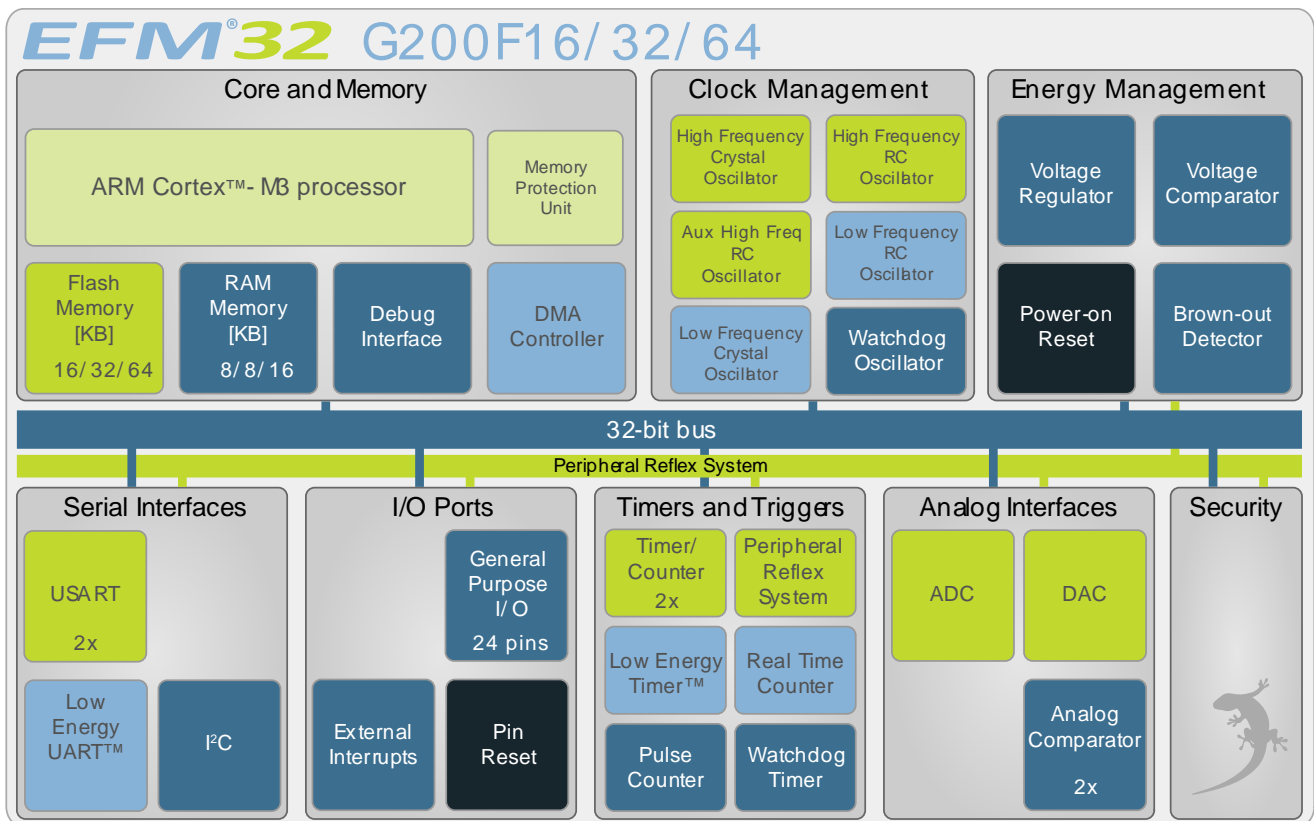 EFM®32 G200F16/32/64
Core and Memory
ARM Cortex™-M3 processor
Memory
Protection
Unit
Flash
Memory
[KB]
16/32/64
RAM
Memory
[KB]
8/8/16
Debug
Interface
DMA
Controller
Clock Management
High Frequency
Crystal
Oscillator
High Frequency
RC
Oscillator
Aux High Freq
RC
Oscillator
Low Frequency
RC
Oscillator
Low Frequency
Crystal
Oscillator
Watchdog
Oscillator
Energy Management
Voltage
Regulator
Voltage
Comparator
Power-on
Reset
Brown-out
Detector
32-bit bus
Peripheral Reflex System
Serial Interfaces
USART
2x
Low
Energy
UART™
I²C
I/O Ports
General
Purpose
I/O
24 pins
External
Interrupts
Pin
Reset
Timers and Triggers
Timer/
Counter
2x
Peripheral
Reflex
System
Low Energy
Timer™
Real Time
Counter
Pulse
Counter
Watchdog
Timer
Analog Interfaces
ADC
DAC
Analog
Comparator
2x
Security